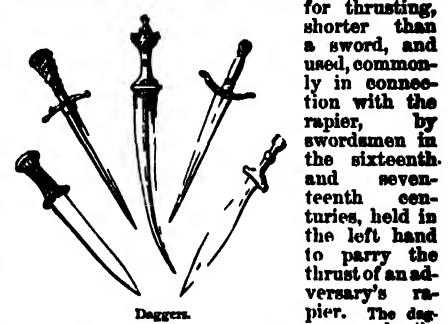 for thrusting,
shorter than
a sword, and
used, common-
ly in connec-
tion with the
rapier, by
swordsmen in
the sixteenth
and seven-
teenth cen-
turies, held in
the left hand
to parry the
thrust of an ad-
versary's ra-
pier. The dag-
Daggers.